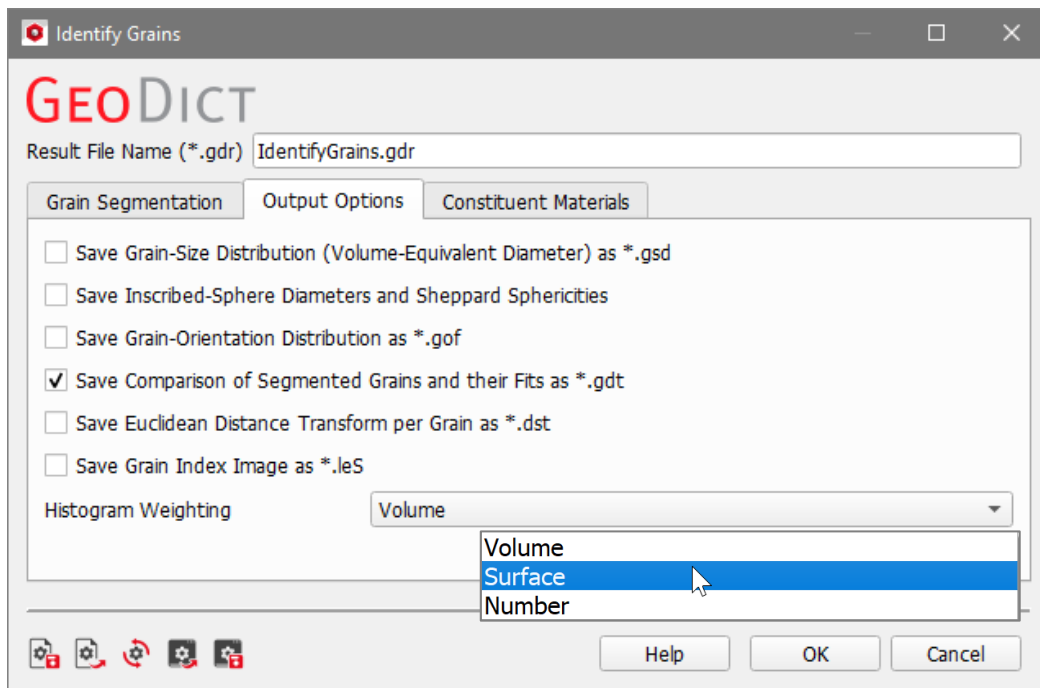 Identify Grains
GEODICT
Result File Name (*.gdr) IdentifyGrains.gdr
Grain Segmentation Output Options Constituent Materials
Save Grain-Size Distribution (Volume-Equivalent Diameter) as *.gsd
Save Inscribed-Sphere Diameters and Sheppard Sphericities
Save Grain-Orientation Distribution as *.gof
Save Comparison of Segmented Grains and their Fits as *.gdt
Save Euclidean Distance Transform per Grain as *.dst
Save Grain Index Image as *.leS
Histogram Weighting Volume
Volume
Surface
Number
Help OK Cancel